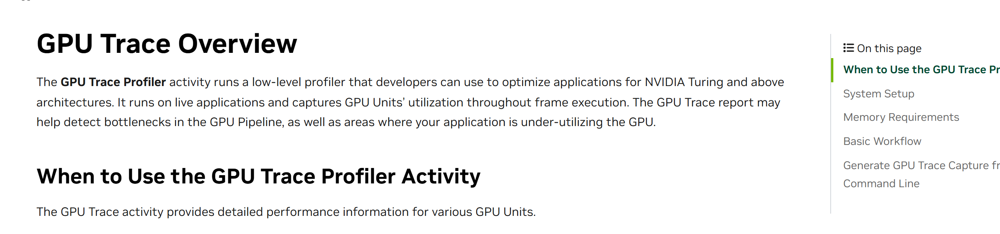 GPU Trace Overview
The GPU Trace Profiler activity runs a low-level profiler that developers can use to optimize applications for NVIDIA Turing and above
architectures. It runs on live applications and captures GPU Units’ utilization throughout frame execution. The GPU Trace report may
help detect bottlenecks in the GPU Pipeline, as well as areas where your application is under-utilizing the GPU.
When to Use the GPU Trace Profiler Activity
The GPU Trace activity provides detailed performance information for various GPU Units.
On this page
When to Use the GPU Trace Pr
System Setup
Memory Requirements
Basic Workflow
Generate GPU Trace Capture fr
Command Line